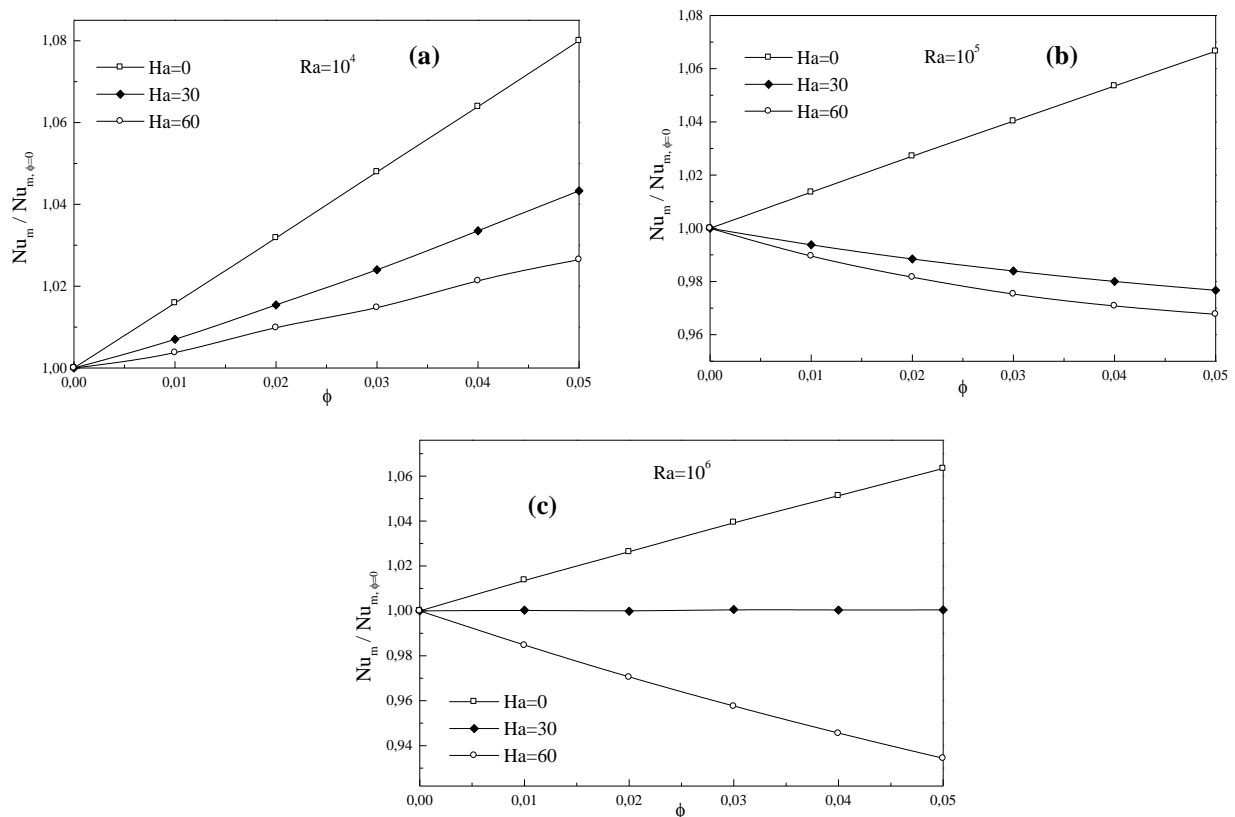 (a)
Ra=10⁴
Ha=0
Ha=30
Ha=60
1,08
1,06
1,04
1,02
1,00
Nu_m / Nu_m, ϕ=0
0,00 0,01 0,02 0,03 0,04 0,05
ϕ
(b)
Ra=10⁵
Ha=0
Ha=30
Ha=60
1,08
1,06
1,04
1,02
1,00
0,98
0,96
Nu_m / Nu_m, ϕ=0
0,00 0,01 0,02 0,03 0,04 0,05
ϕ
Ra=10⁶
(c)
1,06
1,04
1,02
1,00
0,98
0,96
0,94
Nu_m / Nu_m, ϕ=0
Ha=0
Ha=30
Ha=60
0,00 0,01 0,02 0,03 0,04 0,05
ϕ